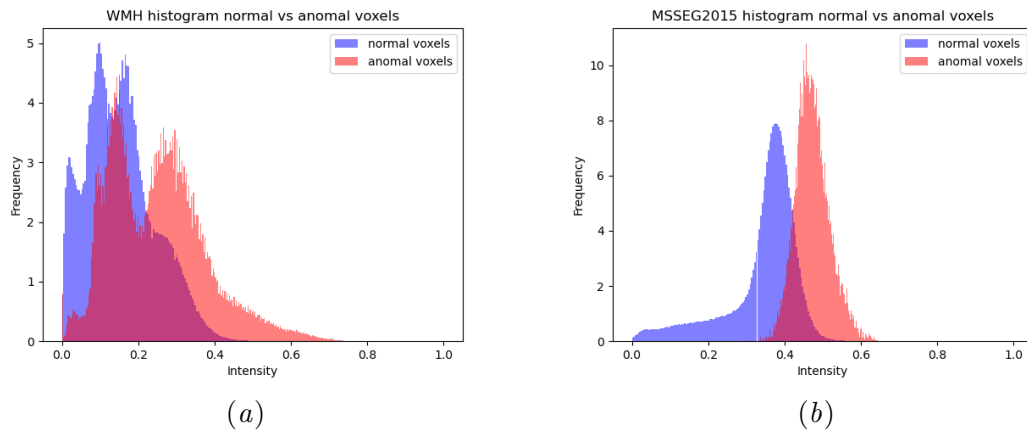 WMH histogram normal vs anomal voxels
normal voxels
anomal voxels
Frequency
5
4
3
2
1
0
0.0 0.2 0.4 0.6 0.8 1.0
Intensity
(a)
MSSEG2015 histogram normal vs anomal voxels
normal voxels
anomal voxels
Frequency
10
8
6
4
2
0
0.0 0.2 0.4 0.6 0.8 1.0
Intensity
(b)